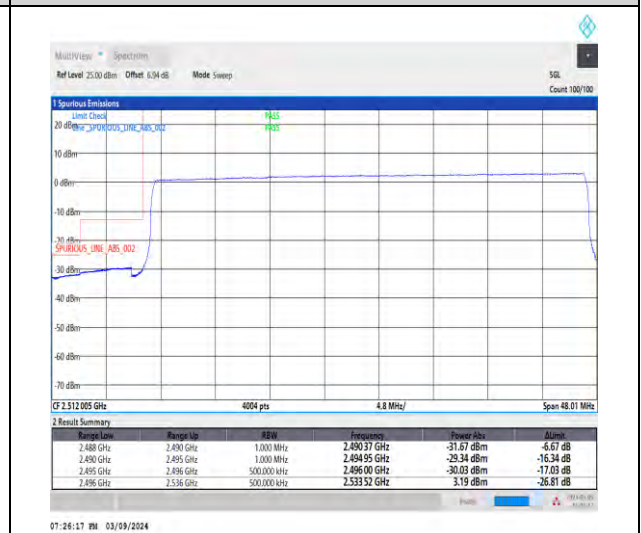 MultiView Spectrum
Ref Level 25.00 dBm Offset 6.94 dB Mode Sweep SGL
Count 100/100
1 Spurious Emissions
Limit Check PASS
20 dBm Line _SPURIOUS_LINE_ABS_002 PASS
10 dBm
0 dBm
-10 dBm
-20 dBm
SPURIOUS_LINE_ABS_002
-30 dBm
-40 dBm
-50 dBm
-60 dBm
-70 dBm
CF 2.512 005 GHz 4004 pts 4.8 MHz/ Span 48.01 MHz
2 Result Summary
Range Low Range Up RBW Frequency Power Abs ΔLimit
2.488 GHz 2.490 GHz 1.000 MHz 2.490 37 GHz -31.67 dBm -6.67 dB
2.490 GHz 2.495 GHz 1.000 MHz 2.494 95 GHz -29.34 dBm -16.34 dB
2.495 GHz 2.496 GHz 500.000 kHz 2.496 00 GHz -30.03 dBm -17.03 dB
2.496 GHz 2.536 GHz 500.000 kHz 2.533 52 GHz 3.19 dBm -26.81 dB
07:26:17 PM 03/09/2024